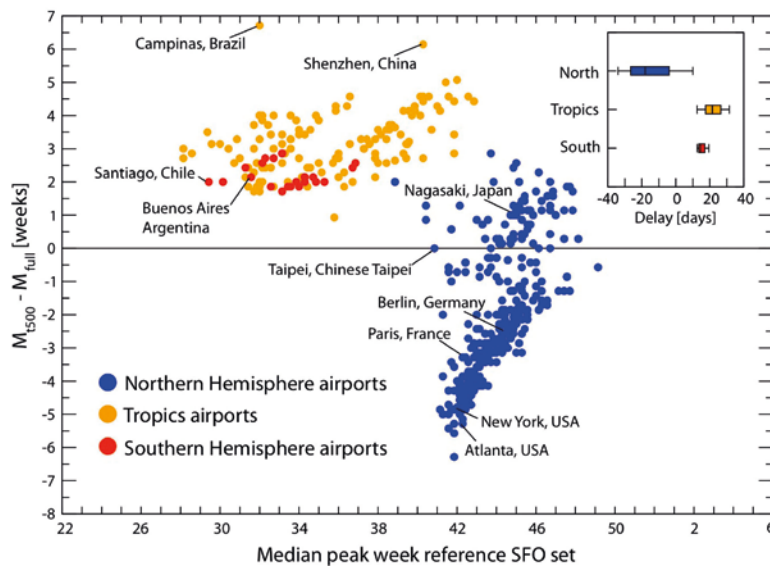 7
6
5
4
3
2
1
0
-1
-2
-3
-4
-5
-6
-7
-8
M_t500 - M_full [weeks]
Campinas, Brazil
Shenzhen, China
Santiago, Chile
Buenos Aires
Argentina
Nagasaki, Japan
Taipei, Chinese Taipei
Berlin, Germany
Paris, France
New York, USA
Atlanta, USA
North
Tropics
South
-40 -20 0 20 40
Delay [days]
Northern Hemisphere airports
Tropics airports
Southern Hemisphere airports
22 26 30 34 38 42 46 50 2 6
Median peak week reference SFO set